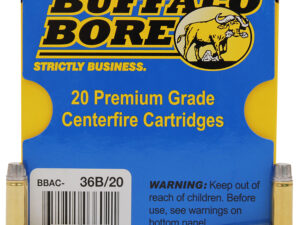 BUFFALO
BORE
STRICTLY BUSINESS.
20 Premium Grade
Centerfire Cartridges
BBAC- 36B/20
WARNING: Keep out
of reach of children. Before
use, see warnings on
bottom panel